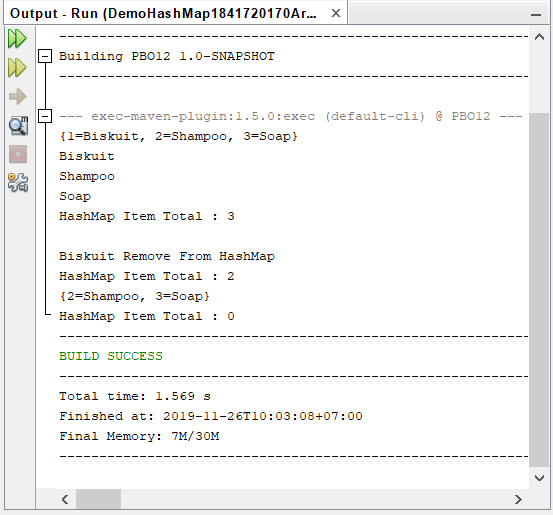 Output - Run (DemoHashMap1841720170Ar...
--------------------------------------------------------
Building PBO12 1.0-SNAPSHOT
--------------------------------------------------------
--- exec-maven-plugin:1.5.0:exec (default-cli) @ PBO12 ---
{1=Biskuit, 2=Shampoo, 3=Soap}
Biskuit
Shampoo
Soap
HashMap Item Total : 3
Biskuit Remove From HashMap
HashMap Item Total : 2
{2=Shampoo, 3=Soap}
HashMap Item Total : 0
--------------------------------------------------------
BUILD SUCCESS
--------------------------------------------------------
Total time: 1.569 s
Finished at: 2019-11-26T10:03:08+07:00
Final Memory: 7M/30M
--------------------------------------------------------